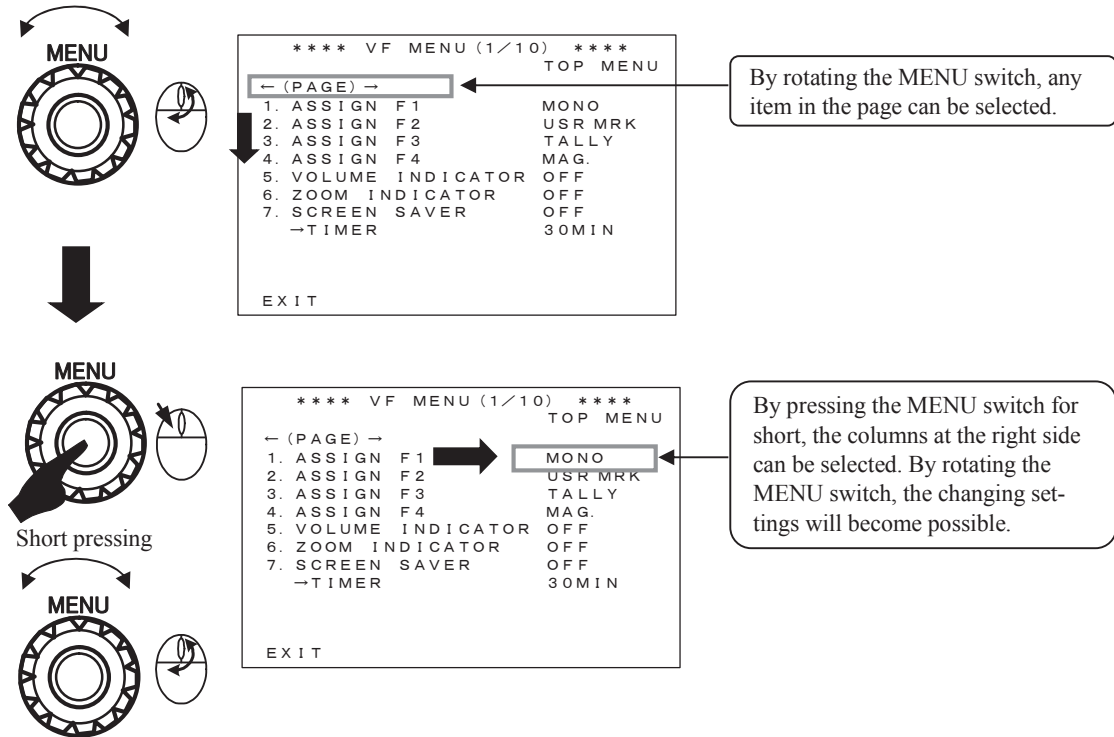 MENU
**** VF MENU(1/10) ****
TOP MENU
←(PAGE)→
1. ASSIGN F1 MONO
2. ASSIGN F2 USR MRK
3. ASSIGN F3 TALLY
4. ASSIGN F4 MAG.
5. VOLUME INDICATOR OFF
6. ZOOM INDICATOR OFF
7. SCREEN SAVER OFF
→TIMER 30MIN
EXIT
By rotating the MENU switch, any
item in the page can be selected.
MENU
Short pressing
MENU
**** VF MENU(1/10) ****
TOP MENU
←(PAGE)→
1. ASSIGN F1 MONO
2. ASSIGN F2 USR MRK
3. ASSIGN F3 TALLY
4. ASSIGN F4 MAG.
5. VOLUME INDICATOR OFF
6. ZOOM INDICATOR OFF
7. SCREEN SAVER OFF
→TIMER 30MIN
EXIT
By pressing the MENU switch for
short, the columns at the right side
can be selected. By rotating the
MENU switch, the changing set-
tings will become possible.